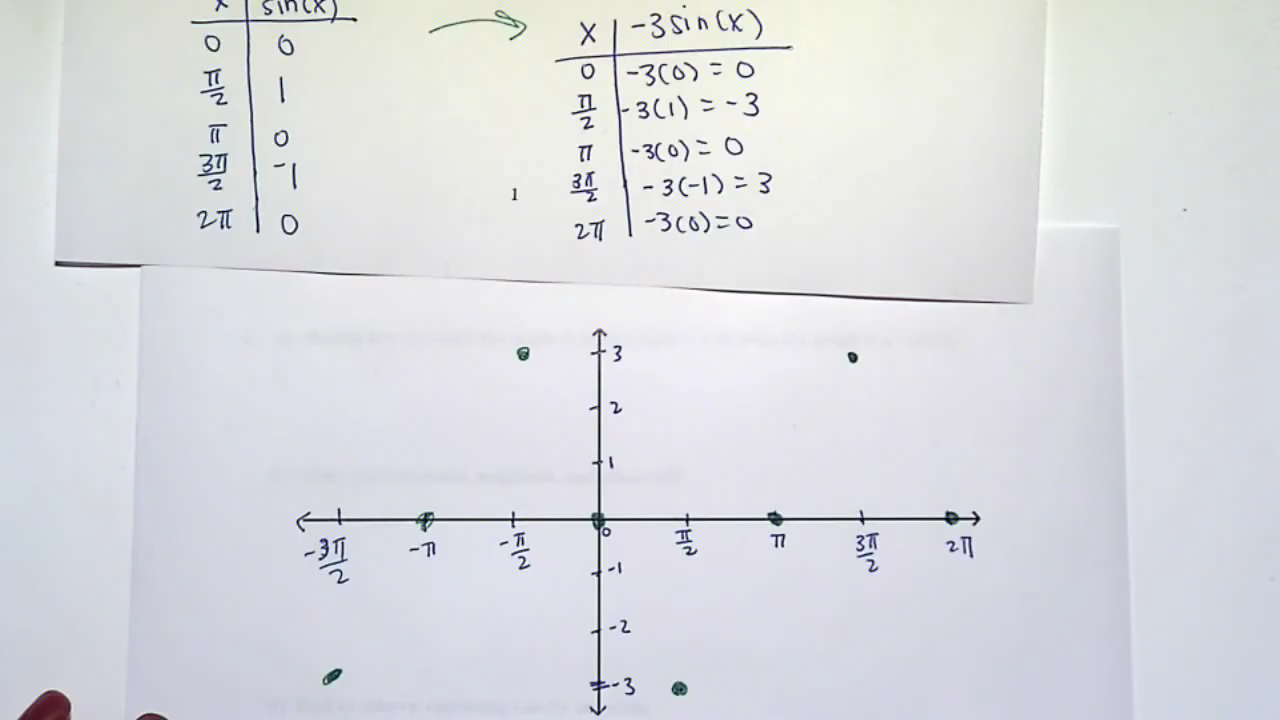 x sin(x)
0 0
π/2 1
π 0
3π/2 -1
2π 0
x -3sin(x)
0 -3(0) = 0
π/2 -3(1) = -3
π -3(0) = 0
3π/2 -3(-1) = 3
2π -3(0)=0
1
3
2
1
-3π/2 -π -π/2 0 π/2 π 3π/2 2π
-1
-2
-3